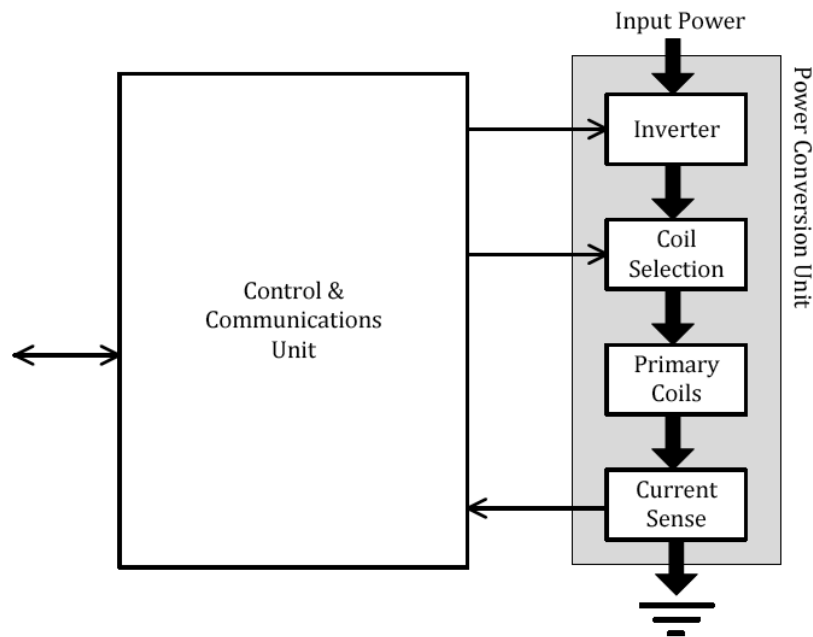 Input Power
Power Conversion Unit
Inverter
Coil
Selection
Control &
Communications
Unit
Primary
Coils
Current
Sense